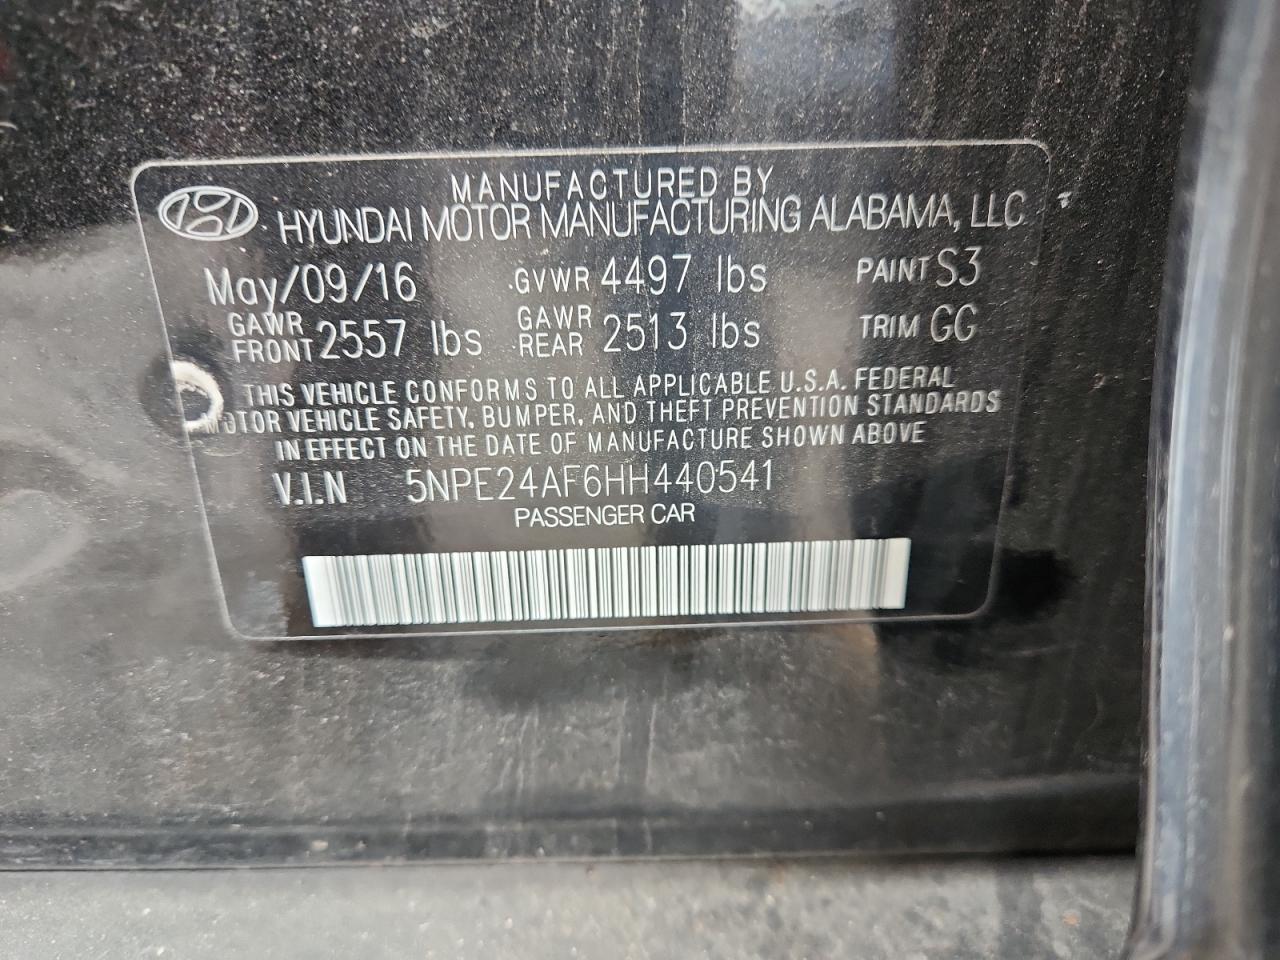 MANUFACTURED BY
HYUNDAI MOTOR MANUFACTURING ALABAMA, LLC
May/09/16 GVWR 4497 lbs PAINT S3
GAWR FRONT 2557 lbs GAWR REAR 2513 lbs TRIM GG
THIS VEHICLE CONFORMS TO ALL APPLICABLE U.S.A. FEDERAL
MOTOR VEHICLE SAFETY, BUMPER, AND THEFT PREVENTION STANDARDS
IN EFFECT ON THE DATE OF MANUFACTURE SHOWN ABOVE
V.I.N 5NPE24AF6HH440541
PASSENGER CAR